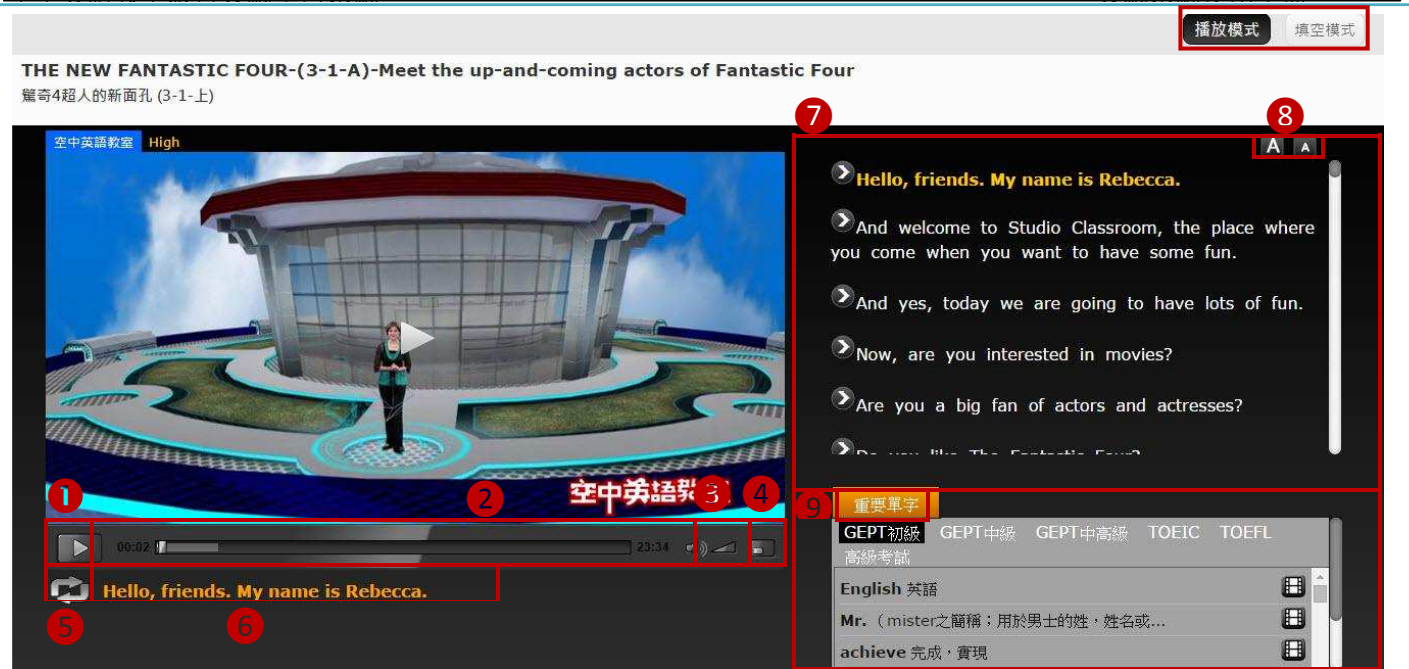 播放模式 填空模式
THE NEW FANTASTIC FOUR-(3-1-A)-Meet the up-and-coming actors of Fantastic Four
驚奇4超人的新面孔 (3-1-上)
空中英語教室 High
空中英語
1
2
3
4
00:02 23:34
5
6
Hello, friends. My name is Rebecca.
7
8
A A
Hello, friends. My name is Rebecca.
And welcome to Studio Classroom, the place where
you come when you want to have some fun.
And yes, today we are going to have lots of fun.
Now, are you interested in movies?
Are you a big fan of actors and actresses?
Do you like The Fantastic Four?
9
重要單字
GEPT初級 GEPT中級 GEPT中高級 TOEIC TOEFL
高級考試
English 英語
Mr. （mister之簡稱；用於男士的姓，姓名或...
achieve 完成，實現